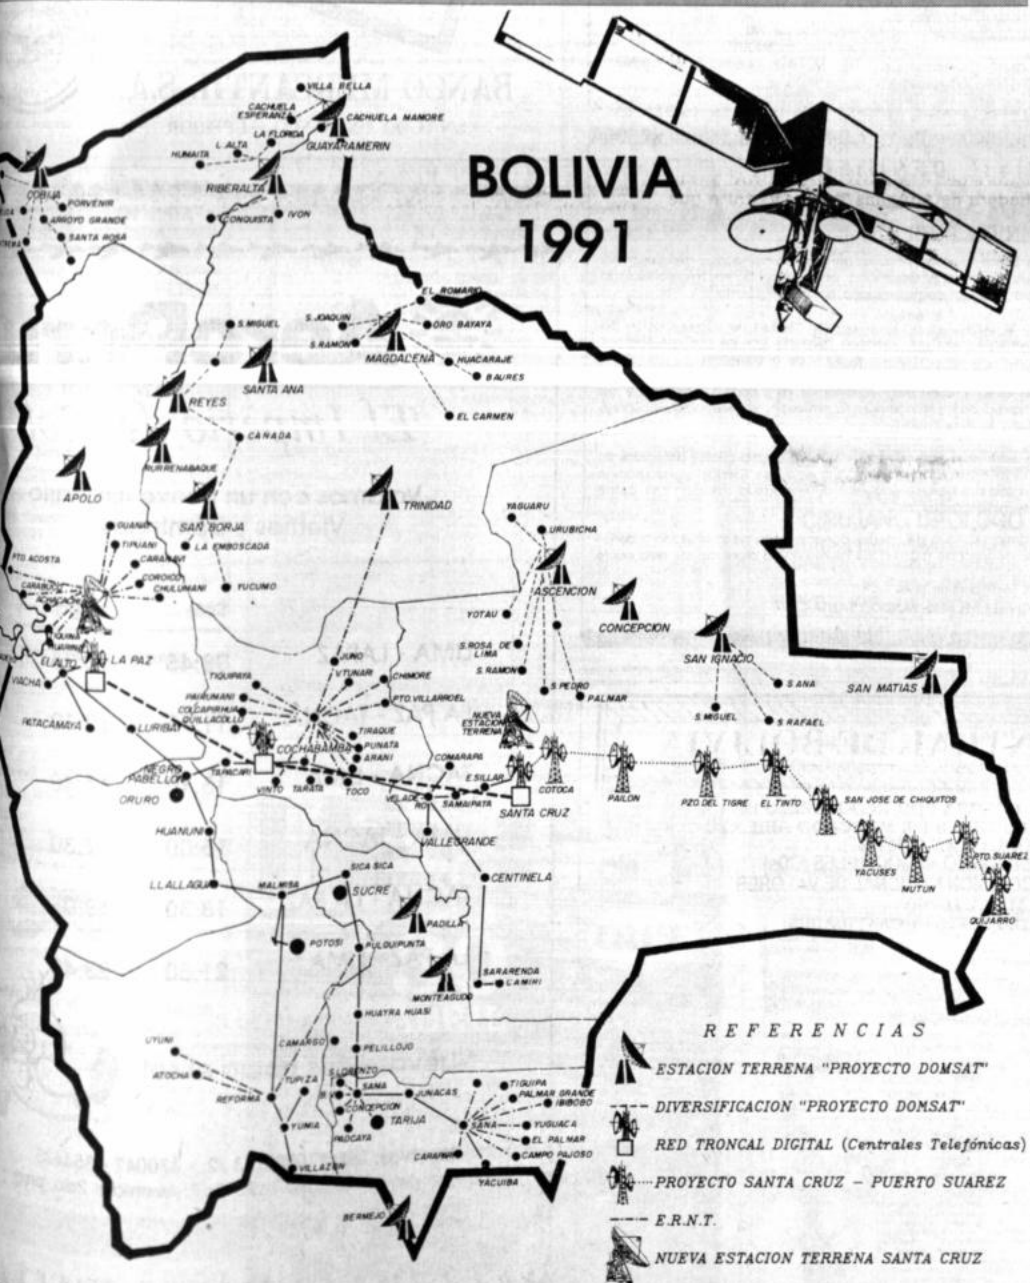 BOLIVIA
1991
VILLA BELLA
CACHUELA
ESPERANZA
CACHUELA MAMORE
LA FLORIDA
GUAYARAMERIN
L. ALTA
HUMAITA
RIBERALTA
CONQUISTA
IVON
COBIJA
PORVENIR
ARROYO GRANDE
SANTA ROSA
EL ROMARIO
S. JOAQUIN
S. MIGUEL
ORO BAYAYA
S. RAMON
MAGDALENA
HUACARAJE
BAURES
SANTA ANA
REYES
EL CARMEN
CANADA
RURRENABAQUE
APOLO
TRINIDAD
SAN BORJA
GUANAY
LA EMBOSCADA
TIPUANI
YAGUARU
URUBICHA
PTO. ACOSTA
CARANAVI
COROICO
CHULUMANI
YUCUMO
ASCENCION
YOTAU
CONCEPCION
S. ROSA DE
LIMA
S. RAMON
SAN IGNACIO
SAN MATIAS
EL ALTO
LA PAZ
VIACHA
JUNO
V. TUNARI
CHIMORE
TIQUIPAYA
PAIRUMANI
COLCAPIRHUA
QUILLACOLLO
PTO. VILLARROEL
S. PEDRO
PALMAR
S. ANA
S. MIGUEL
S. RAFAEL
NUEVA
ESTACION
TERRENA
PATACAMAYA
LURIBAY
TIRAQUE
COCHABAMBA
PUNATA
ARANI
COMARAPA
NEGRO
PABELLON
TAPACARI
VINTO
TARATA
TOCO
E. SILLAR
SAMAIPATA
SANTA CRUZ
COTOCA
PAILON
PZO. DEL TIGRE
EL TINTO
SAN JOSE DE CHIQUITOS
ORURO
HUANUNI
VALLEGRANDE
YACUSES
MUTUN
PTO. SUAREZ
QUIJARRO
SICA SICA
LLALLAGUA
MALMISA
SUCRE
CENTINELA
PADILLA
POTOSI
PULQUIPUNTA
MONTEAGUDO
SARARENDA
CAMIRI
HUAYRA HUASI
UYUNI
CAMARGO
PELILLOJO
ATOCHA
TUPIZA
S. LORENZO
SAMA
JUNACAS
REFORMA
CONCEPCION
TARIJA
YUMIA
PADCAYA
SANA
TIGUIPA
PALMAR GRANDE
IBIBOBO
YUGUACA
EL PALMAR
CAMPO PAJOSO
CARAPARI
VILLAZON
YACUIBA
BERMEJO
REFERENCIAS
ESTACION TERRENA "PROYECTO DOMSAT"
DIVERSIFICACION "PROYECTO DOMSAT"
RED TRONCAL DIGITAL (Centrales Telefónicas)
PROYECTO SANTA CRUZ - PUERTO SUAREZ
E.R.N.T.
NUEVA ESTACION TERRENA SANTA CRUZ